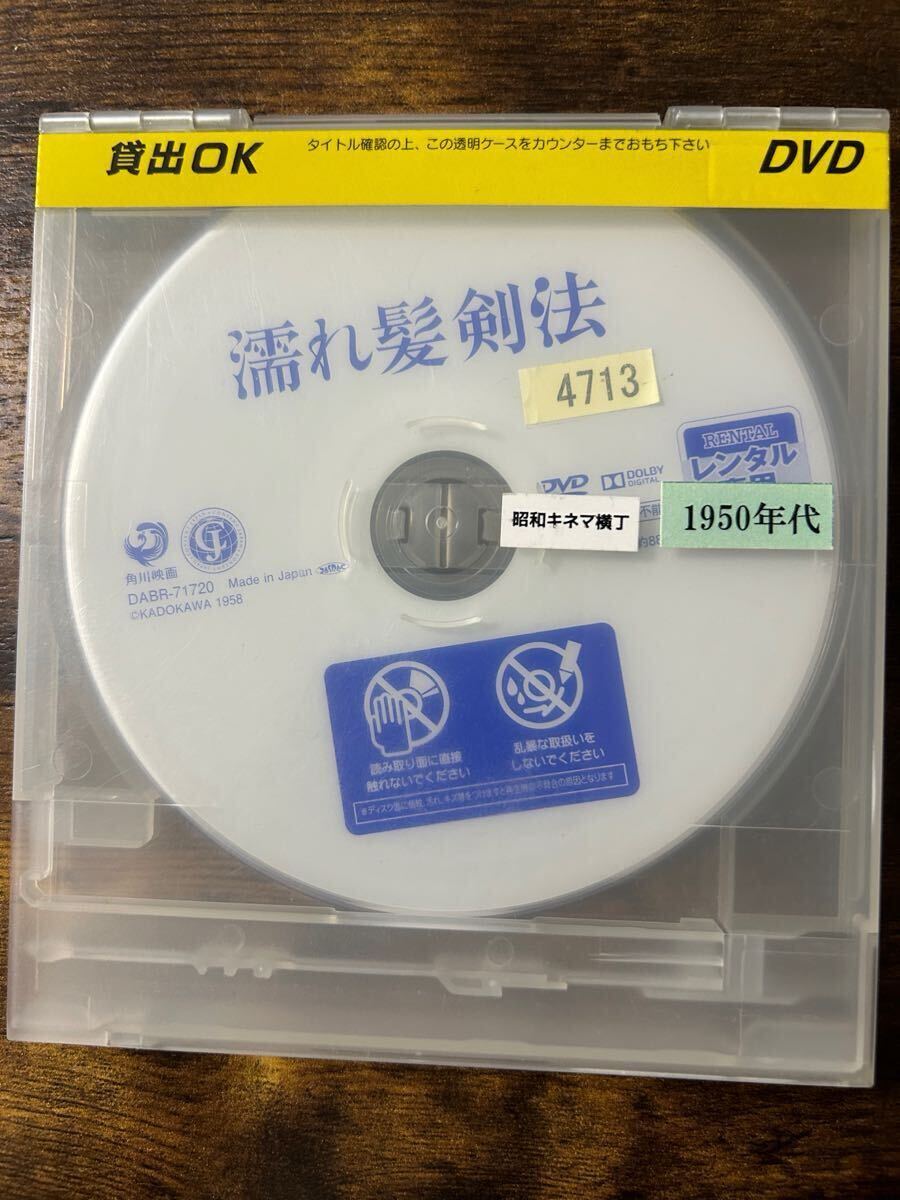 貸出OK
タイトル確認の上、この透明ケースをカウンターまでおもち下さい
DVD
濡れ髪剣法
4713
RENTAL
レンタル
DVD
DOLBY
DIGITAL
昭和キネマ横丁
1950年代
角川映画
DABR-71720 Made in Japan
©KADOKAWA 1958
読み取り面に直接
触れないでください
乱暴な取扱いを
しないでください